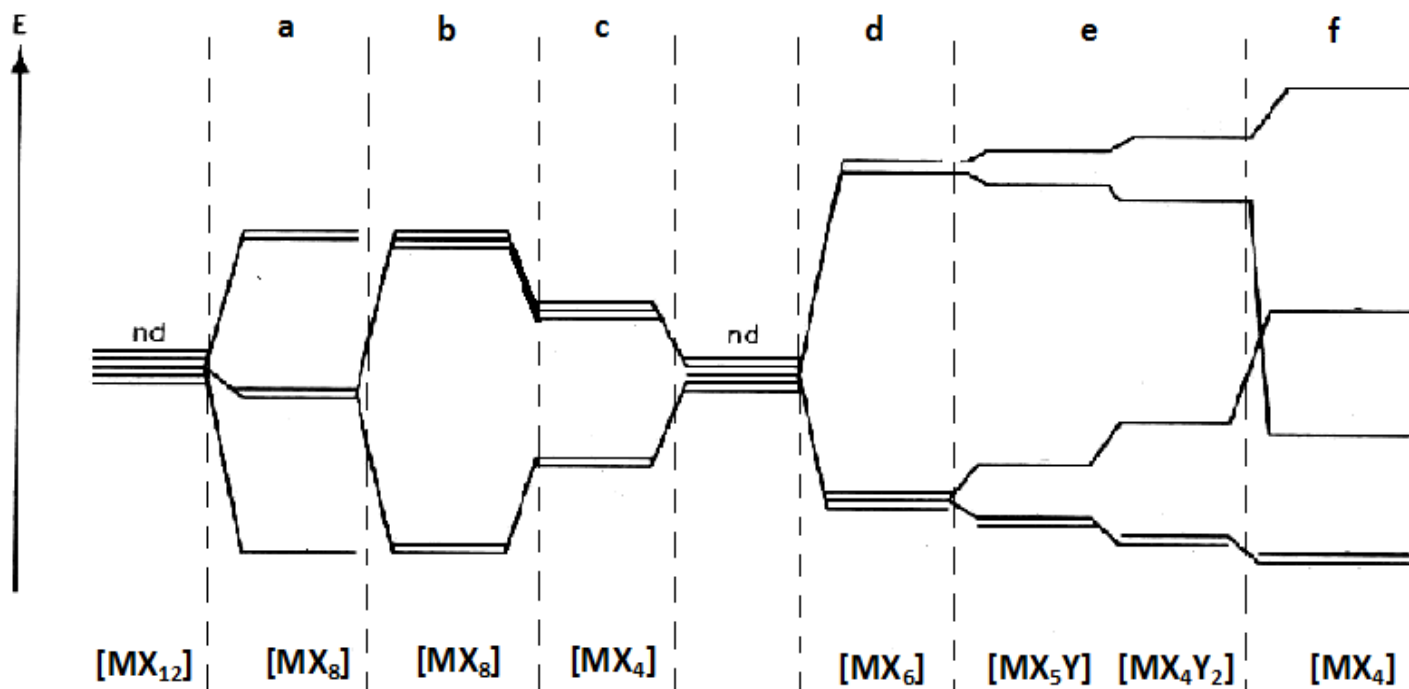 E a b c d e f
nd nd
[MX₁₂] [MX₈] [MX₈] [MX₄] [MX₆] [MX₅Y] [MX₄Y₂] [MX₄]